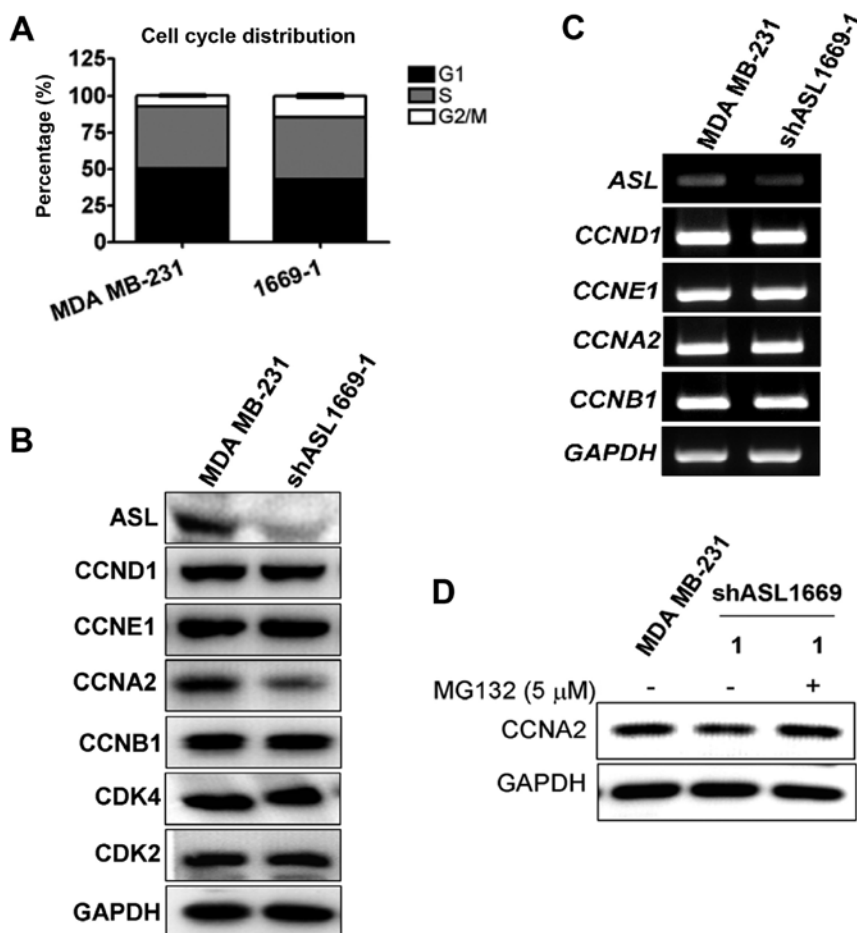 A
Cell cycle distribution
Percentage (%)
125
100
75
50
25
0
G1
S
G2/M
MDA MB-231
1669-1
B
MDA MB-231
shASL1669-1
ASL
CCND1
CCNE1
CCNA2
CCNB1
CDK4
CDK2
GAPDH
C
MDA MB-231
shASL1669-1
ASL
CCND1
CCNE1
CCNA2
CCNB1
GAPDH
D
MDA MB-231
shASL1669
1 1
MG132 (5 μM) - - +
CCNA2
GAPDH